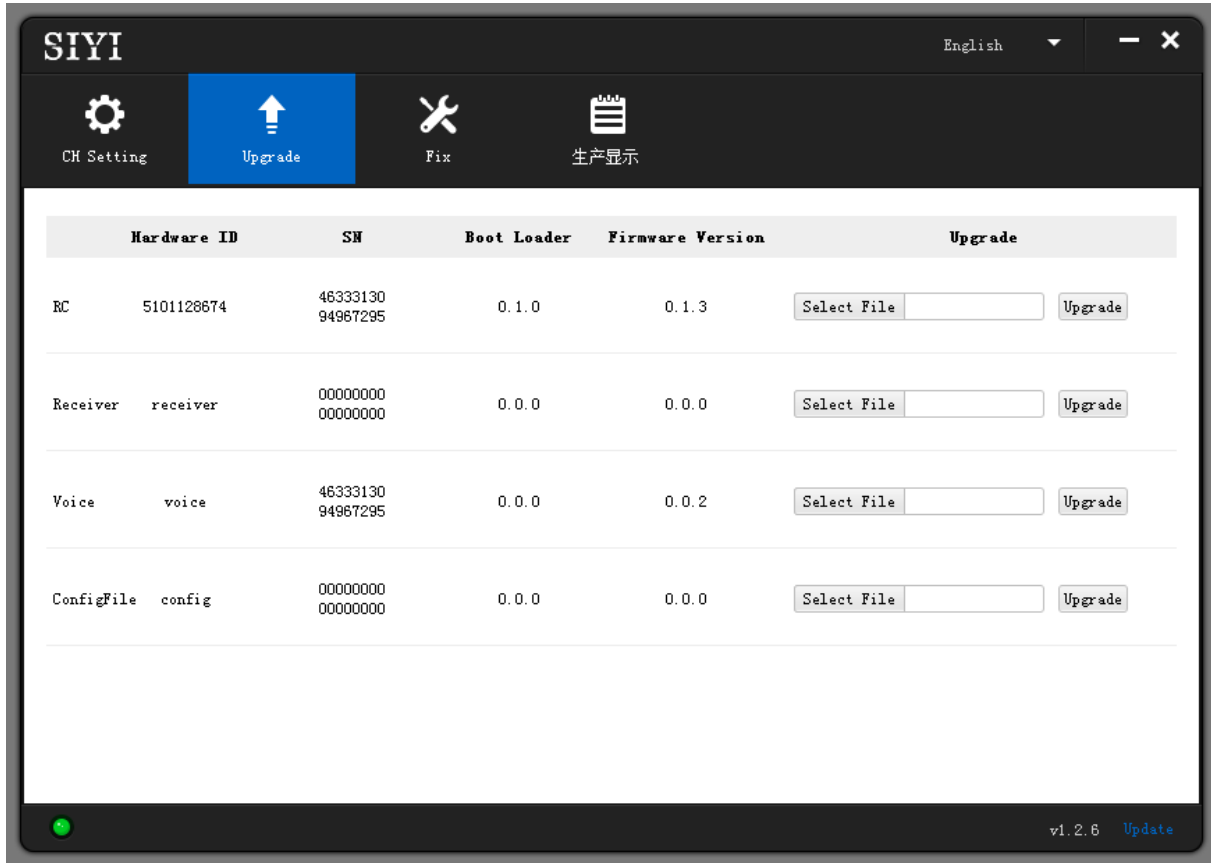 SIYI
English
CH Setting
Upgrade
Fix
生产显示
Hardware ID SN Boot Loader Firmware Version Upgrade
RC 5101128674 46333130 0.1.0 0.1.3 Select File Upgrade
94967295
Receiver receiver 00000000 0.0.0 0.0.0 Select File Upgrade
00000000
Voice voice 46333130 0.0.0 0.0.2 Select File Upgrade
94967295
ConfigFile config 00000000 0.0.0 0.0.0 Select File Upgrade
00000000
v1.2.6 Update